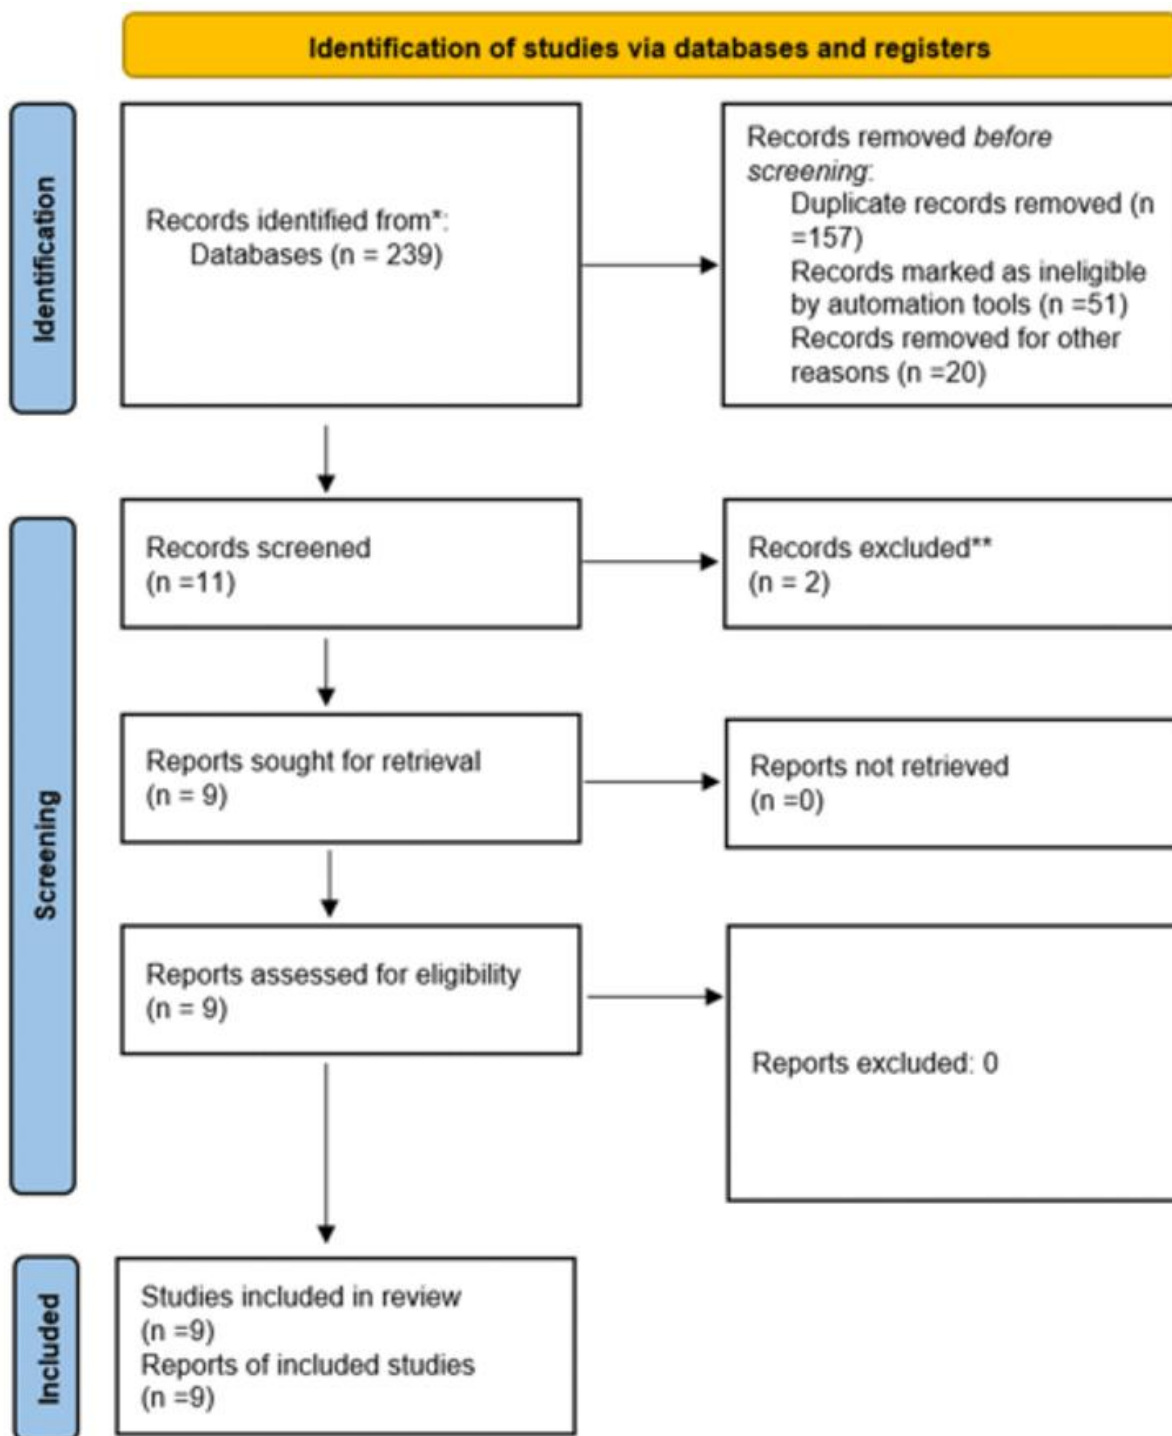 Identification of studies via databases and registers
Identification
Records identified from*:
Databases (n = 239)
Records removed before
screening:
Duplicate records removed (n
=157)
Records marked as ineligible
by automation tools (n =51)
Records removed for other
reasons (n =20)
Screening
Records screened
(n =11)
Records excluded**
(n = 2)
Reports sought for retrieval
(n = 9)
Reports not retrieved
(n =0)
Reports assessed for eligibility
(n = 9)
Reports excluded: 0
Included
Studies included in review
(n =9)
Reports of included studies
(n =9)